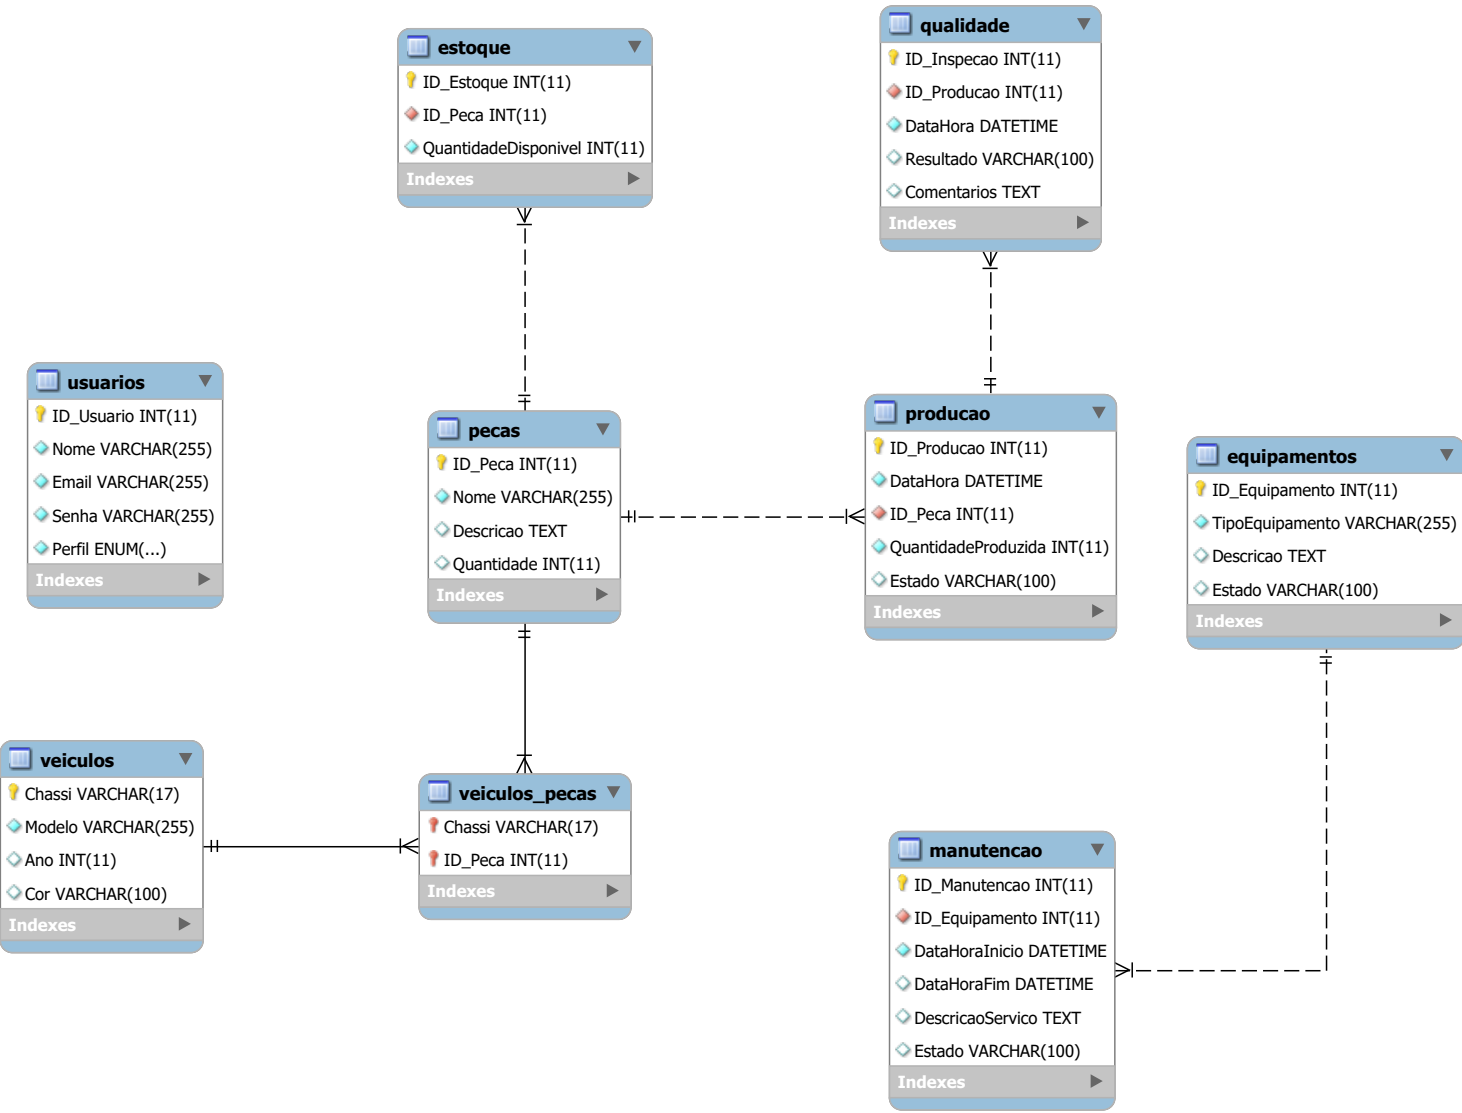 estoque
ID_Estoque INT(11)
ID_Peca INT(11)
QuantidadeDisponivel INT(11)
Indexes
qualidade
ID_Inspecao INT(11)
ID_Producao INT(11)
DataHora DATETIME
Resultado VARCHAR(100)
Comentarios TEXT
Indexes
usuarios
ID_Usuario INT(11)
Nome VARCHAR(255)
Email VARCHAR(255)
Senha VARCHAR(255)
Perfil ENUM(...)
Indexes
pecas
ID_Peca INT(11)
Nome VARCHAR(255)
Descricao TEXT
Quantidade INT(11)
Indexes
producao
ID_Producao INT(11)
DataHora DATETIME
ID_Peca INT(11)
QuantidadeProduzida INT(11)
Estado VARCHAR(100)
Indexes
equipamentos
ID_Equipamento INT(11)
TipoEquipamento VARCHAR(255)
Descricao TEXT
Estado VARCHAR(100)
Indexes
veiculos
Chassi VARCHAR(17)
Modelo VARCHAR(255)
Ano INT(11)
Cor VARCHAR(100)
Indexes
veiculos_pecas
Chassi VARCHAR(17)
ID_Peca INT(11)
Indexes
manutencao
ID_Manutencao INT(11)
ID_Equipamento INT(11)
DataHoraInicio DATETIME
DataHoraFim DATETIME
DescricaoServico TEXT
Estado VARCHAR(100)
Indexes